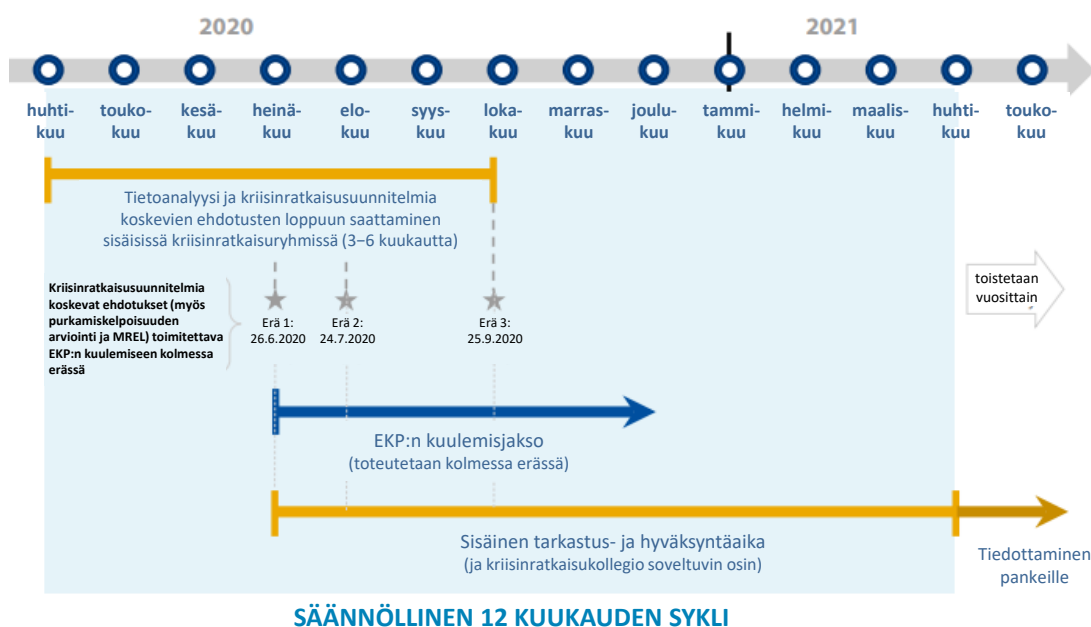 2020
2021
huhti-
kuu
touko-
kuu
kesä-
kuu
heinä-
kuu
elo-
kuu
syys-
kuu
loka-
kuu
marras-
kuu
joulu-
kuu
tammi-
kuu
helmi-
kuu
maalis-
kuu
huhti-
kuu
touko-
kuu
Tietoanalyysi ja kriisinratkaisusuunnitelmia
koskevien ehdotusten loppuun saattaminen
sisäisissä kriisinratkaisuryhmissä (3–6 kuukautta)
Kriisinratkaisusuunnitelmia
koskevat ehdotukset (myös
purkamiskelpoisuuden
arviointi ja MREL) toimitettava
EKP:n kuulemiseen kolmessa
erässä
Erä 1:
26.6.2020
Erä 2:
24.7.2020
Erä 3:
25.9.2020
toistetaan
vuosittain
EKP:n kuulemisjakso
(toteutetaan kolmessa erässä)
Sisäinen tarkastus- ja hyväksyntäaika
(ja kriisinratkaisukollegio soveltuvin osin)
Tiedottaminen
pankeille
SÄÄNNÖLLINEN 12 KUUKAUDEN SYKLI